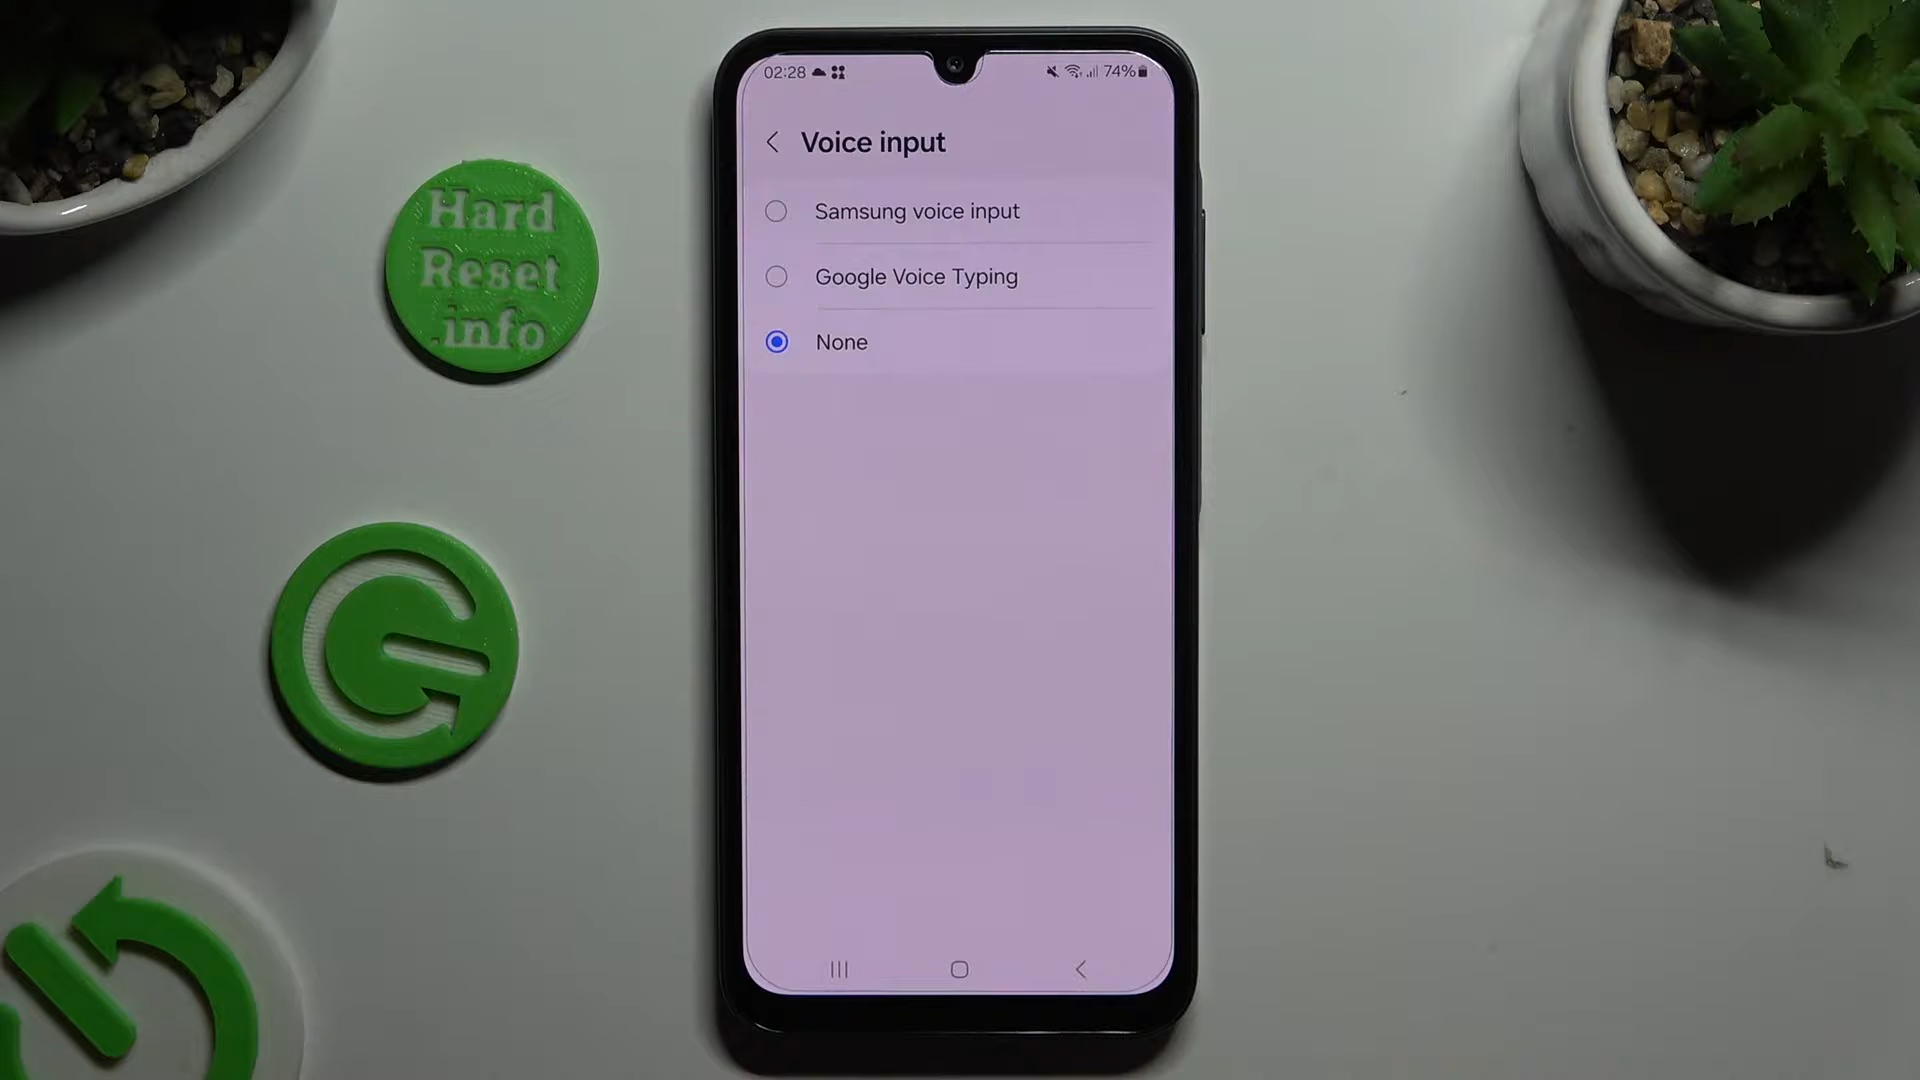 Hard
Reset
.info
02:28
74%
Voice input
Samsung voice input
Google Voice Typing
None